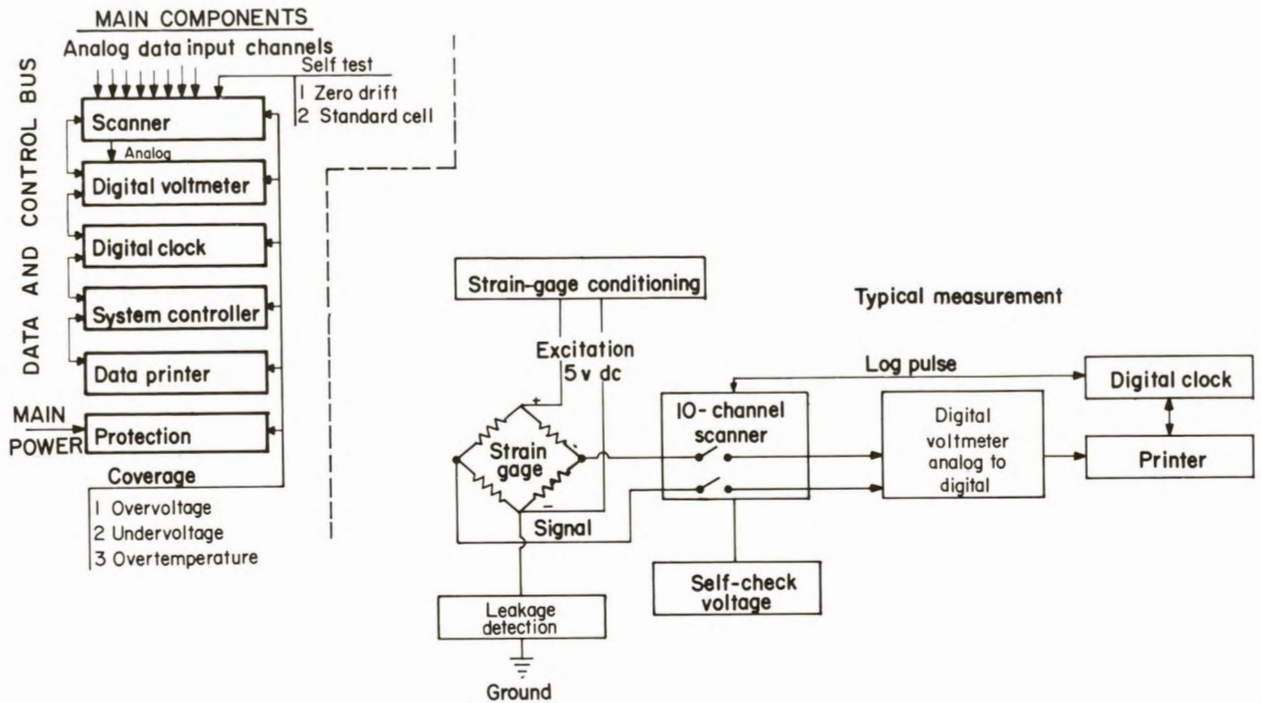 MAIN COMPONENTS
Analog data input channels
DATA AND CONTROL BUS
Self test
1 Zero drift
2 Standard cell
Scanner
Analog
Digital voltmeter
Digital clock
System controller
Data printer
MAIN
POWER
Protection
Coverage
1 Overvoltage
2 Undervoltage
3 Overtemperature
Strain-gage conditioning
Typical measurement
Excitation
5 v dc
Log pulse
Digital clock
+
10-channel
scanner
Digital
voltmeter
analog to
digital
Strain
gage
Printer
-
Signal
Self-check
voltage
Leakage
detection
Ground